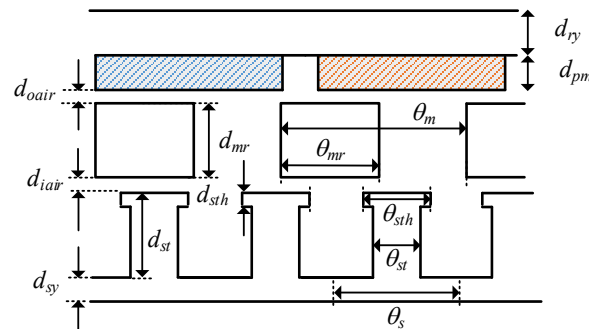 d_ry
d_pm
d_oair
θ_m
d_mr
θ_mr
d_iair
d_sth
θ_sth
d_st
θ_st
d_sy
θ_s